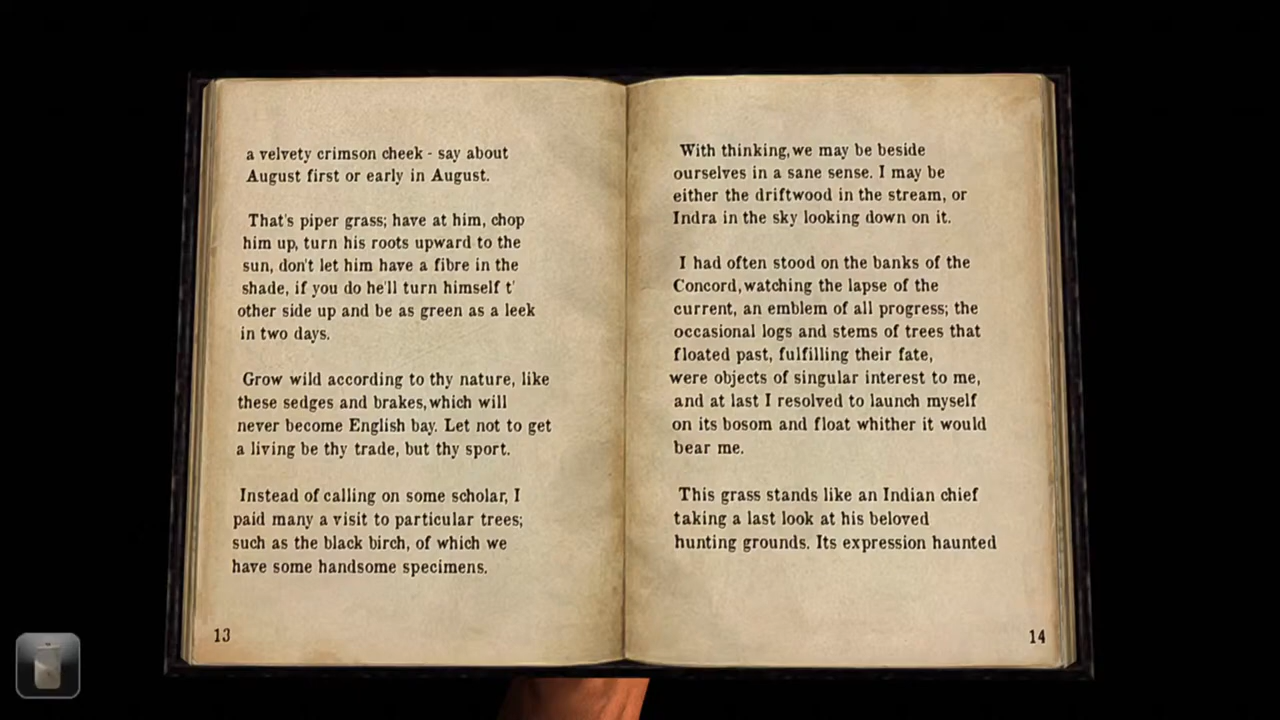 a velvety crimson cheek - say about
August first or early in August.
That's piper grass; have at him, chop
him up, turn his roots upward to the
sun, don't let him have a fibre in the
shade, if you do he'll turn himself t'
other side up and be as green as a leek
in two days.
Grow wild according to thy nature, like
these sedges and brakes, which will
never become English bay. Let not to get
a living be thy trade, but thy sport.
Instead of calling on some scholar, I
paid many a visit to particular trees;
such as the black birch, of which we
have some handsome specimens.
13
With thinking, we may be beside
ourselves in a sane sense. I may be
either the driftwood in the stream, or
Indra in the sky looking down on it.
I had often stood on the banks of the
Concord, watching the lapse of the
current, an emblem of all progress; the
occasional logs and stems of trees that
floated past, fulfilling their fate,
were objects of singular interest to me,
and at last I resolved to launch myself
on its bosom and float whither it would
bear me.
This grass stands like an Indian chief
taking a last look at his beloved
hunting grounds. Its expression haunted
14